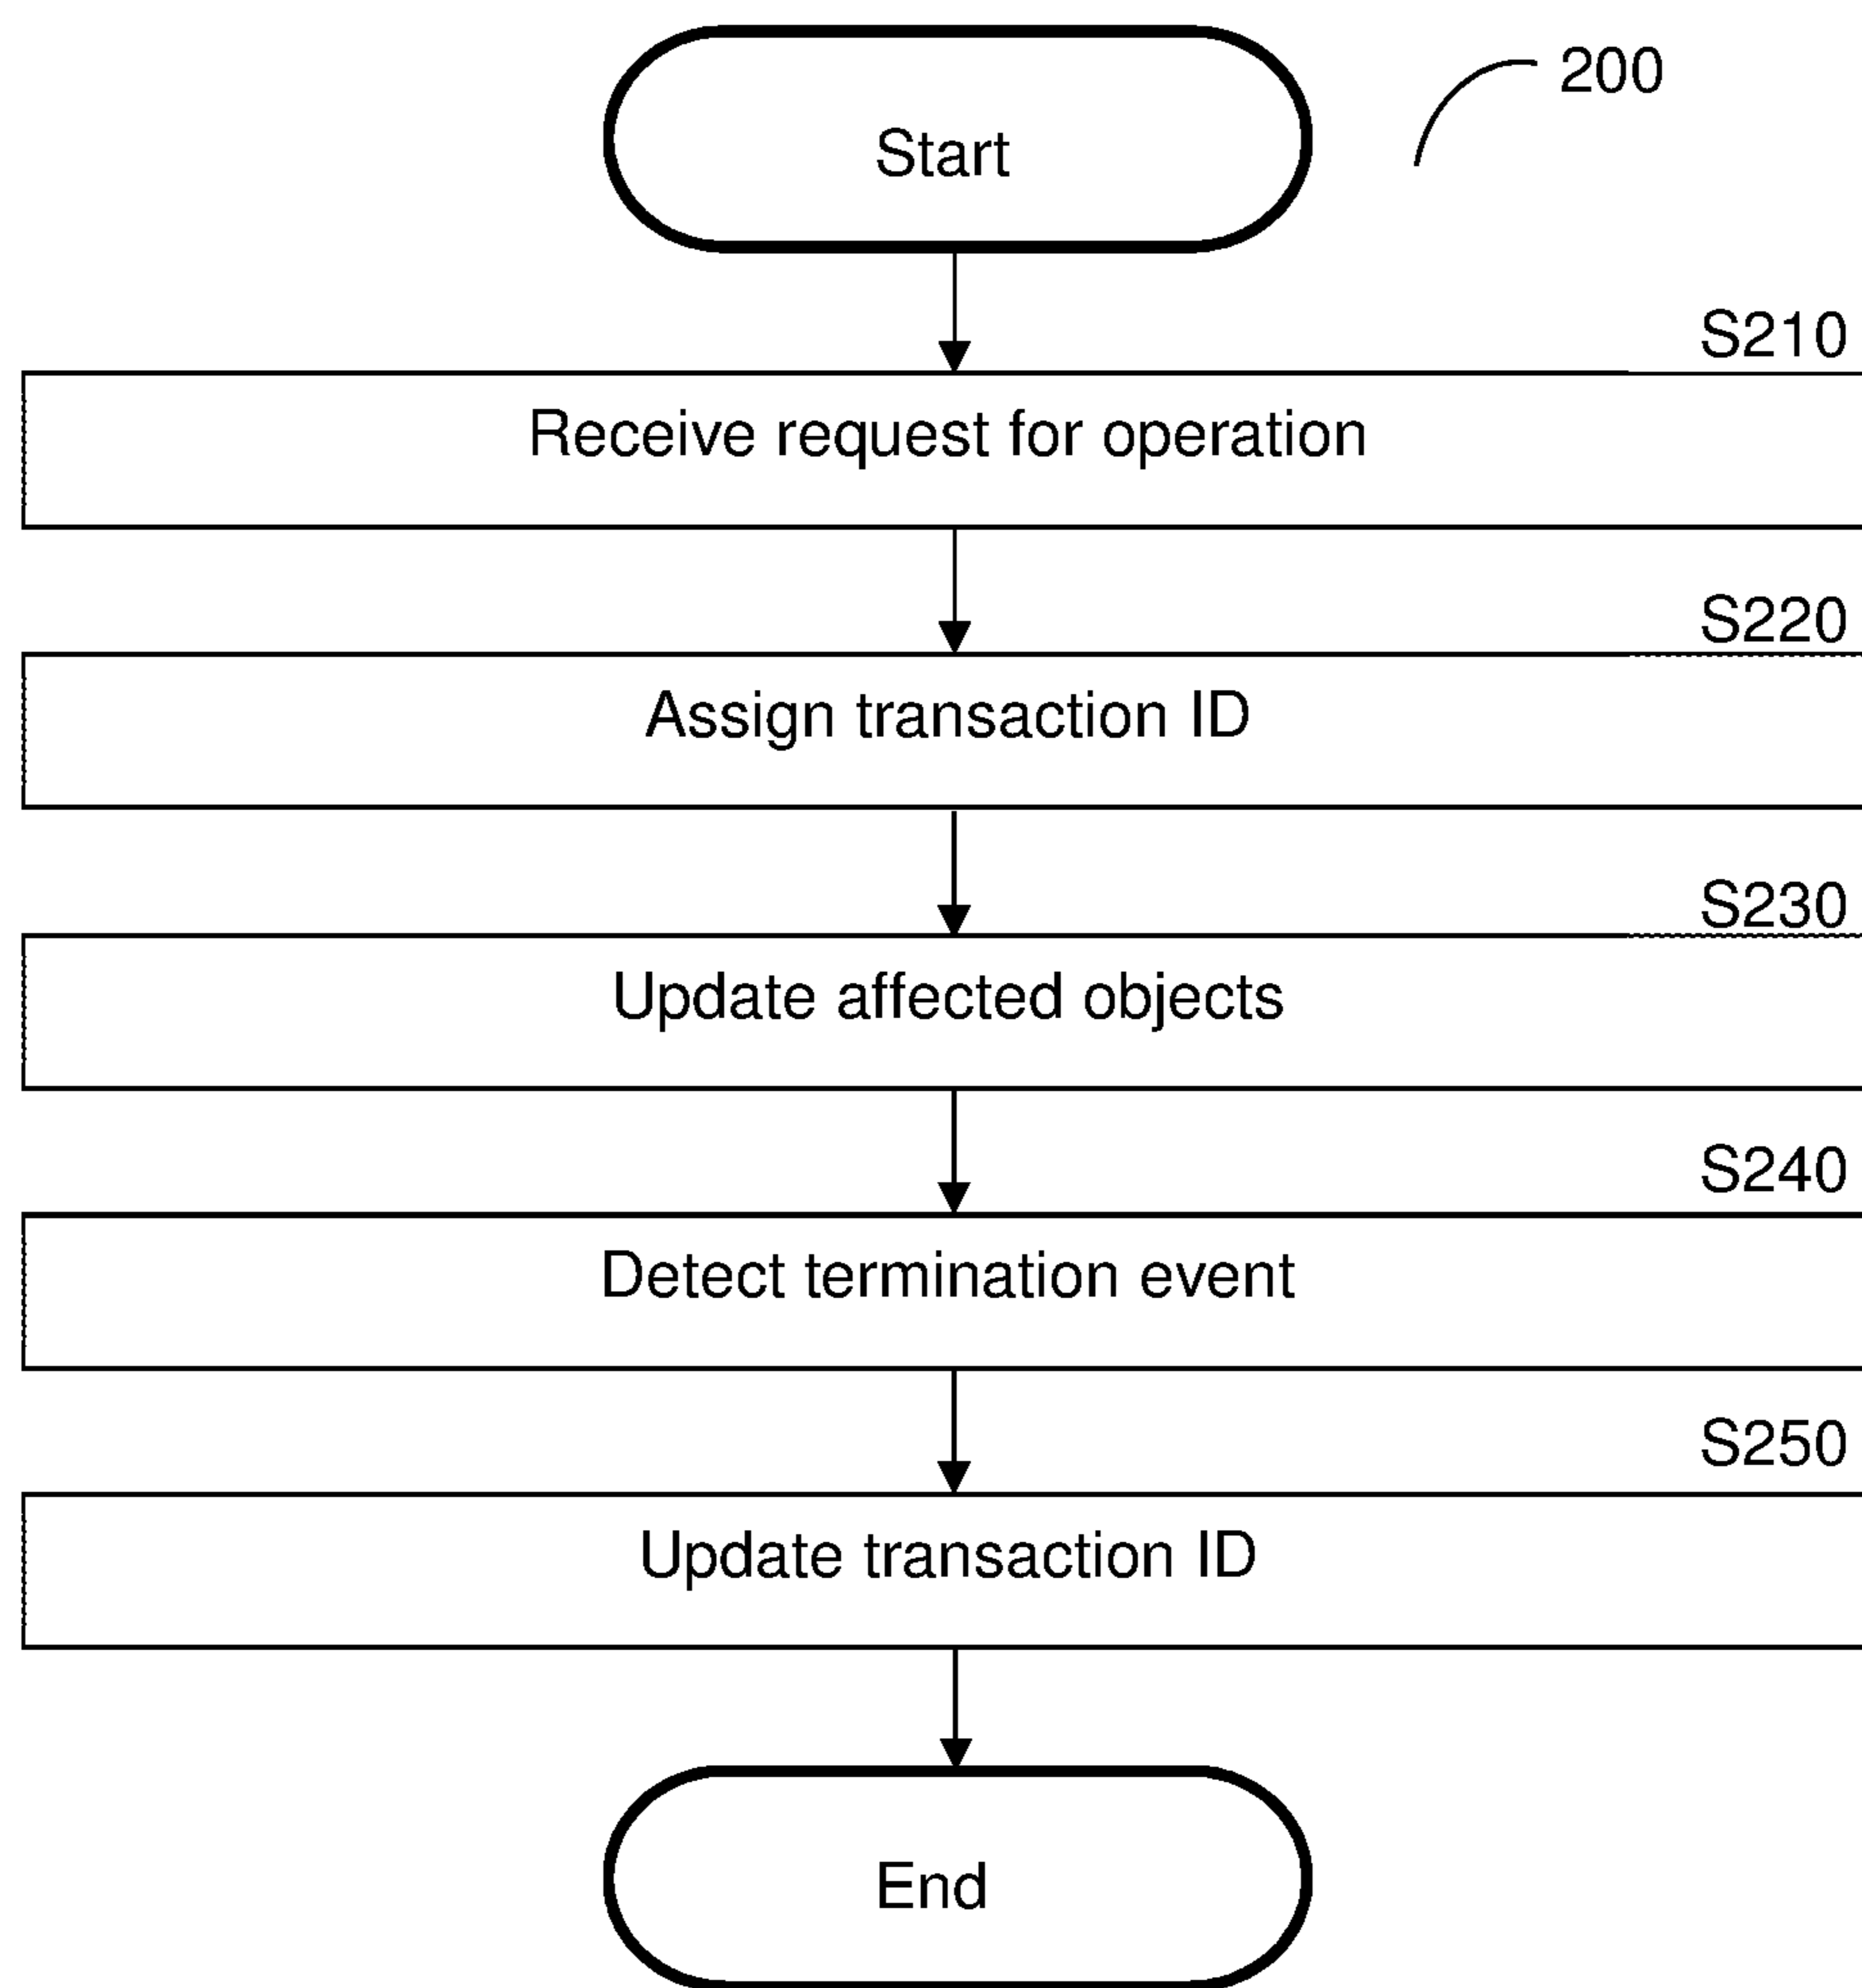 200
Start
S210
Receive request for operation
S220
Assign transaction ID
S230
Update affected objects
S240
Detect termination event
S250
Update transaction ID
End